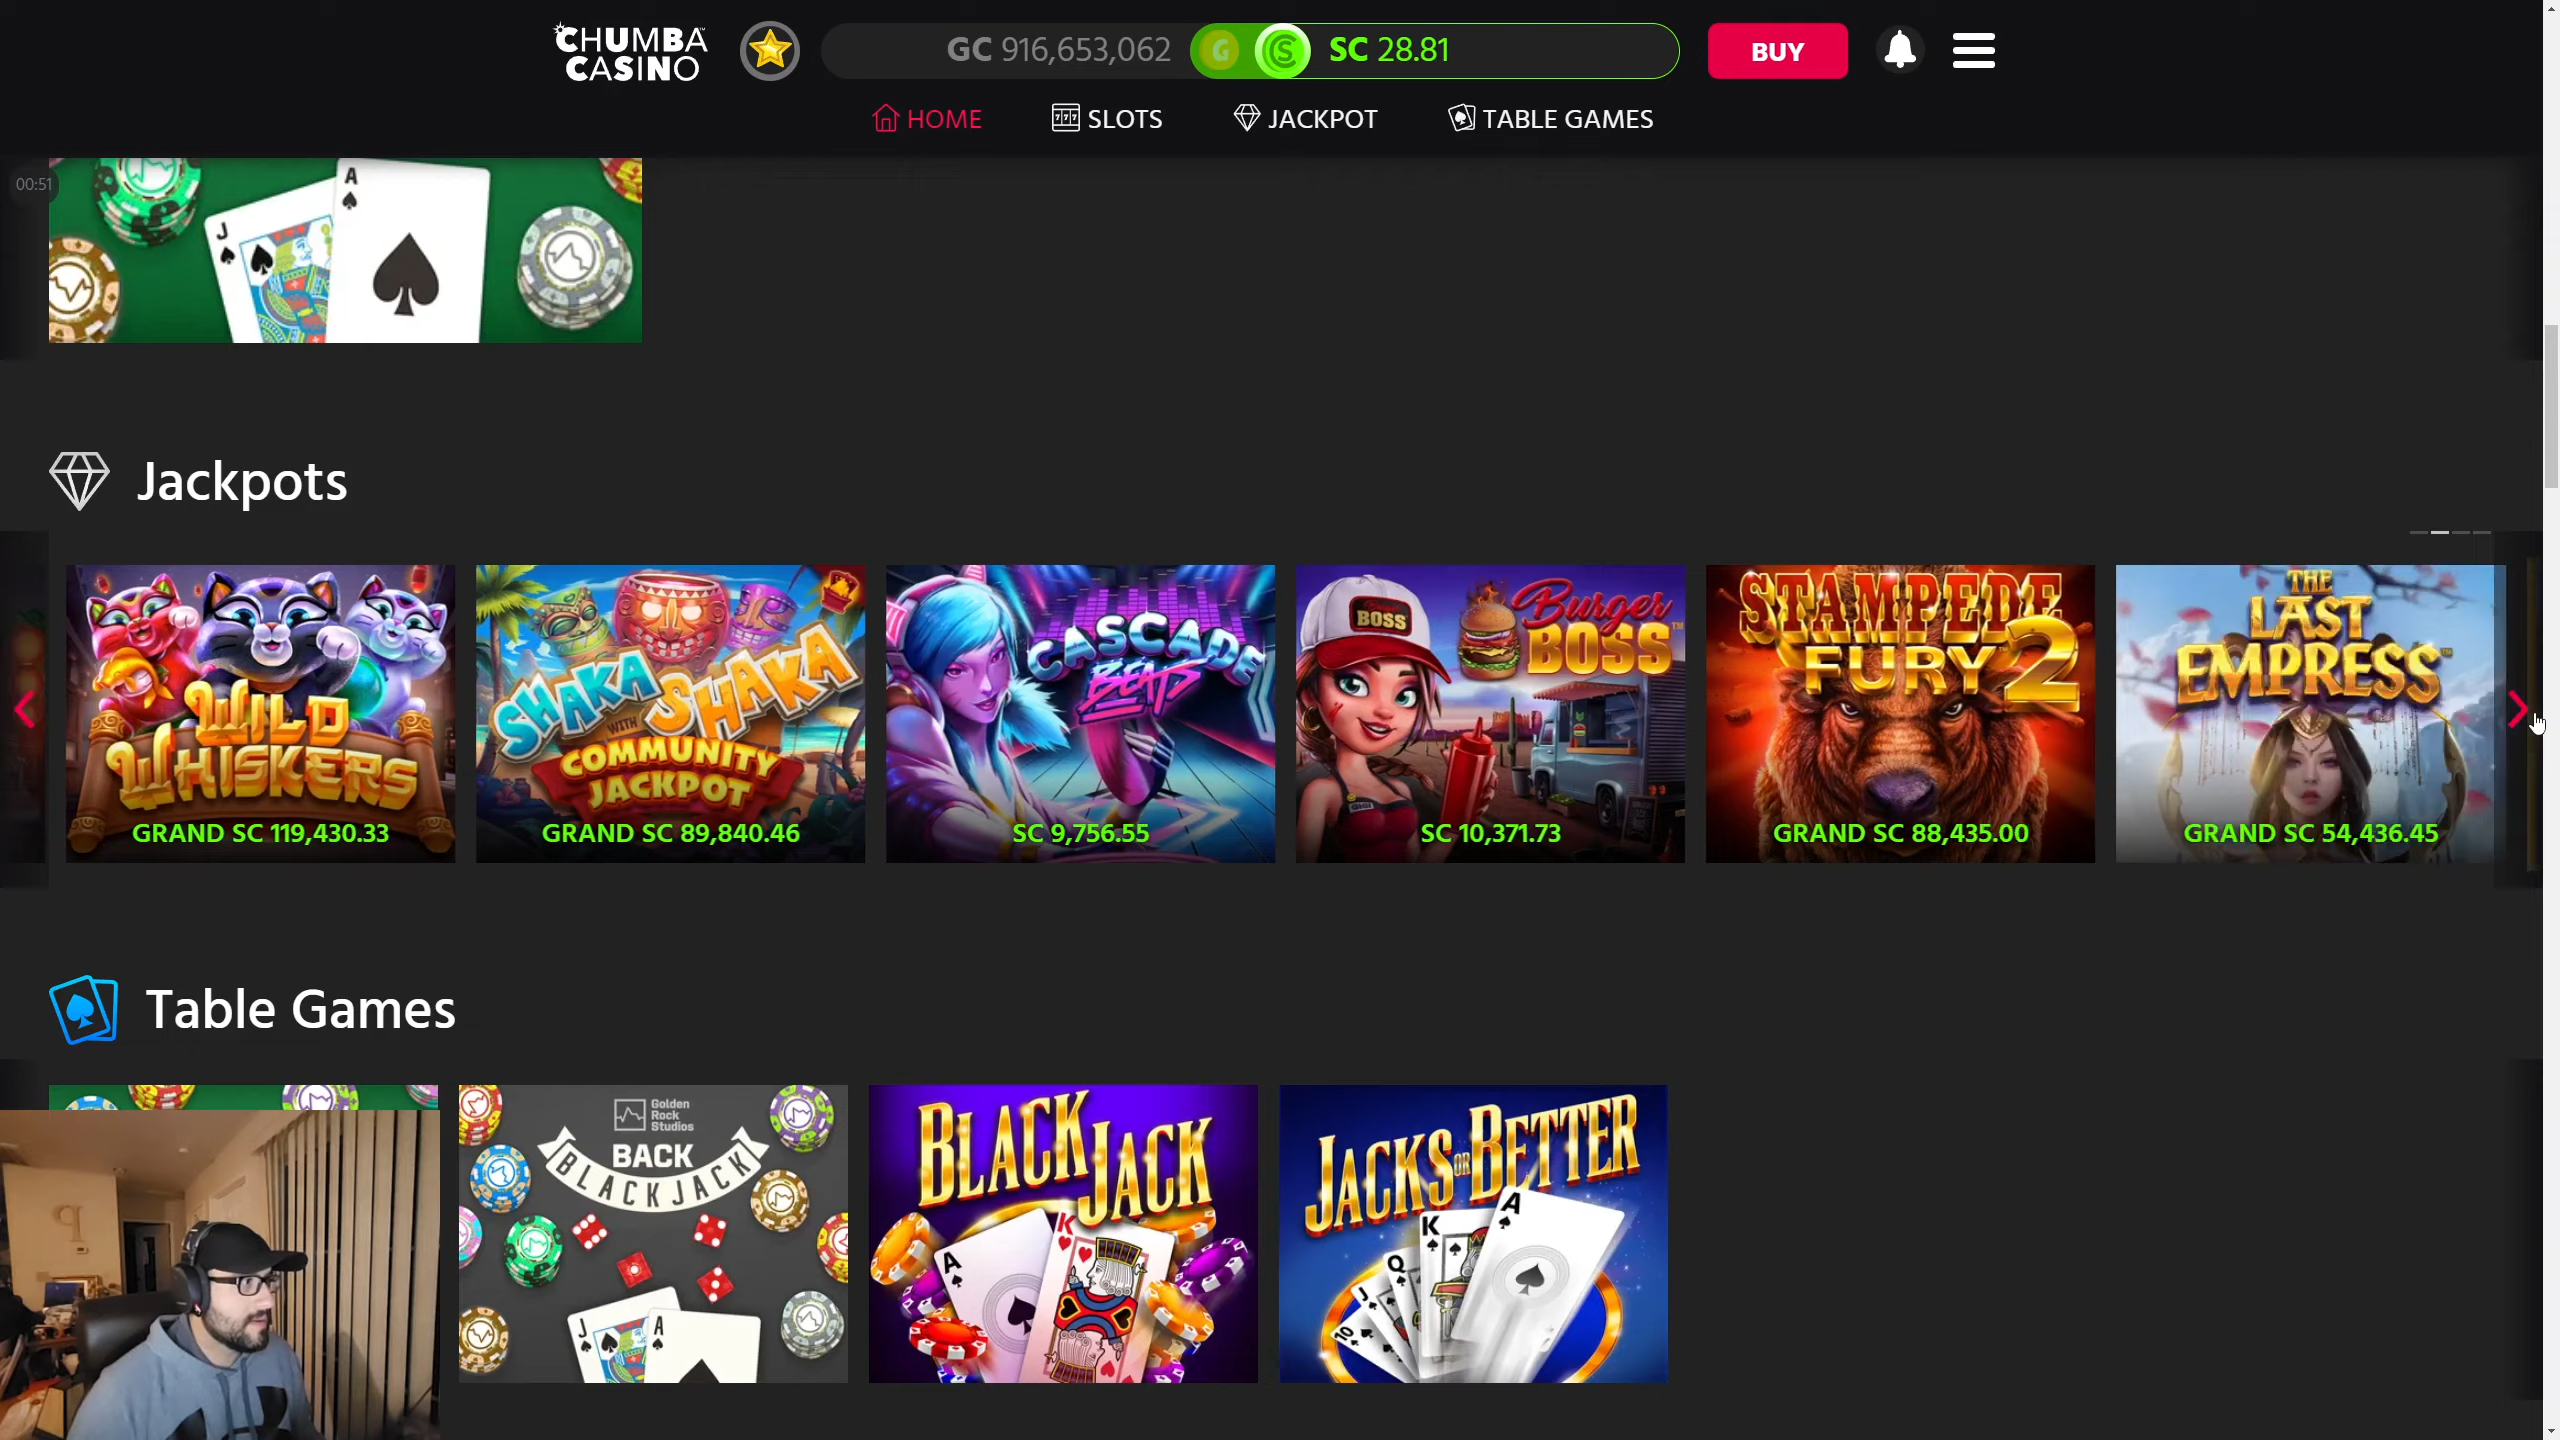 CHUMBA
CASINO
GC 916,653,062
G
S
SC 28.81
BUY
HOME
SLOTS
JACKPOT
TABLE GAMES
00:51
J
A
Jackpots
WILD
WHISKERS
GRAND SC 119,430.33
SHAKA WITH SHAKA
COMMUNITY
JACKPOT
GRAND SC 89,840.46
CASCADE
BEATS
SC 9,756.55
BOSS
Burger
BOSS™
SC 10,371.73
STAMPEDE
FURY 2
GRAND SC 88,435.00
THE
LAST
EMPRESS™
GRAND SC 54,436.45
Table Games
Golden
Rock
Studios
BACK
BLACKJACK
J
A
BLACK
JACK
A
K
JACKS OR BETTER
10
J
Q
K
A